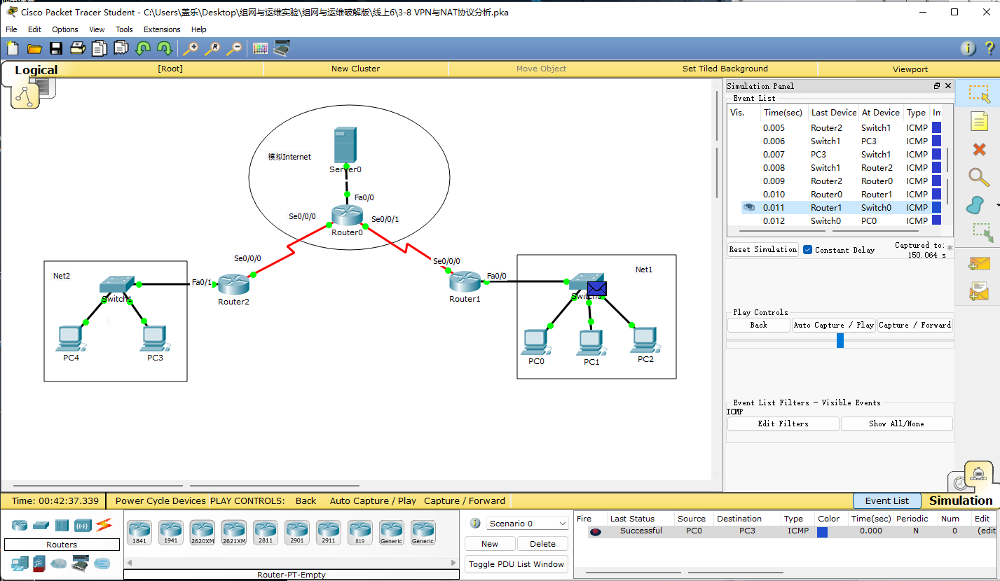 Cisco Packet Tracer Student - C:\Users\盖乐\Desktop\组网与运维实验\组网与运维破解版\线上6\3-8 VPN与NAT协议分析.pka
File Edit Options View Tools Extensions Help
Logical [Root] New Cluster Move Object Set Tiled Background Viewport
模拟Internet
Server0
Fa0/0
Se0/0/0
Se0/0/1
Router0
Se0/0/0
Se0/0/0
Net2
Switch1
Fa0/1
Router2
PC4
PC3
Router1
Fa0/0
Net1
Switch0
PC0
PC1
PC2
Simulation Panel
Event List
Vis. Time(sec) Last Device At Device Type In
0.005 Router2 Switch1 ICMP
0.006 Switch1 PC3 ICMP
0.007 PC3 Switch1 ICMP
0.008 Switch1 Router2 ICMP
0.009 Router2 Router0 ICMP
0.010 Router0 Router1 ICMP
0.011 Router1 Switch0 ICMP
0.012 Switch0 PC0 ICMP
Reset Simulation Constant Delay Captured to:
150.064 s
Play Controls
Back Auto Capture / Play Capture / Forward
Event List Filters - Visible Events
ICMP
Edit Filters Show All/None
Time: 00:42:37.339 Power Cycle Devices PLAY CONTROLS: Back Auto Capture / Play Capture / Forward Event List Simulation
Routers
1841 1941 2620XM 2621XM 2811 2901 2911 819 Generic Generic
Router-PT-Empty
Scenario 0
New Delete
Toggle PDU List Window
Fire Last Status Source Destination Type Color Time(sec) Periodic Num Edit
Successful PC0 PC3 ICMP 0.000 N 0 (edit